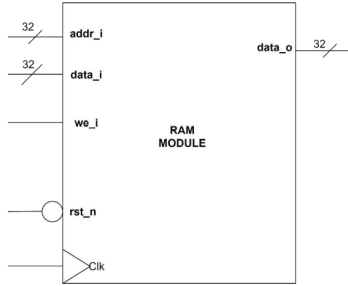 32
addr_i
data_o
32
32
data_i
we_i
RAM
MODULE
rst_n
Clk